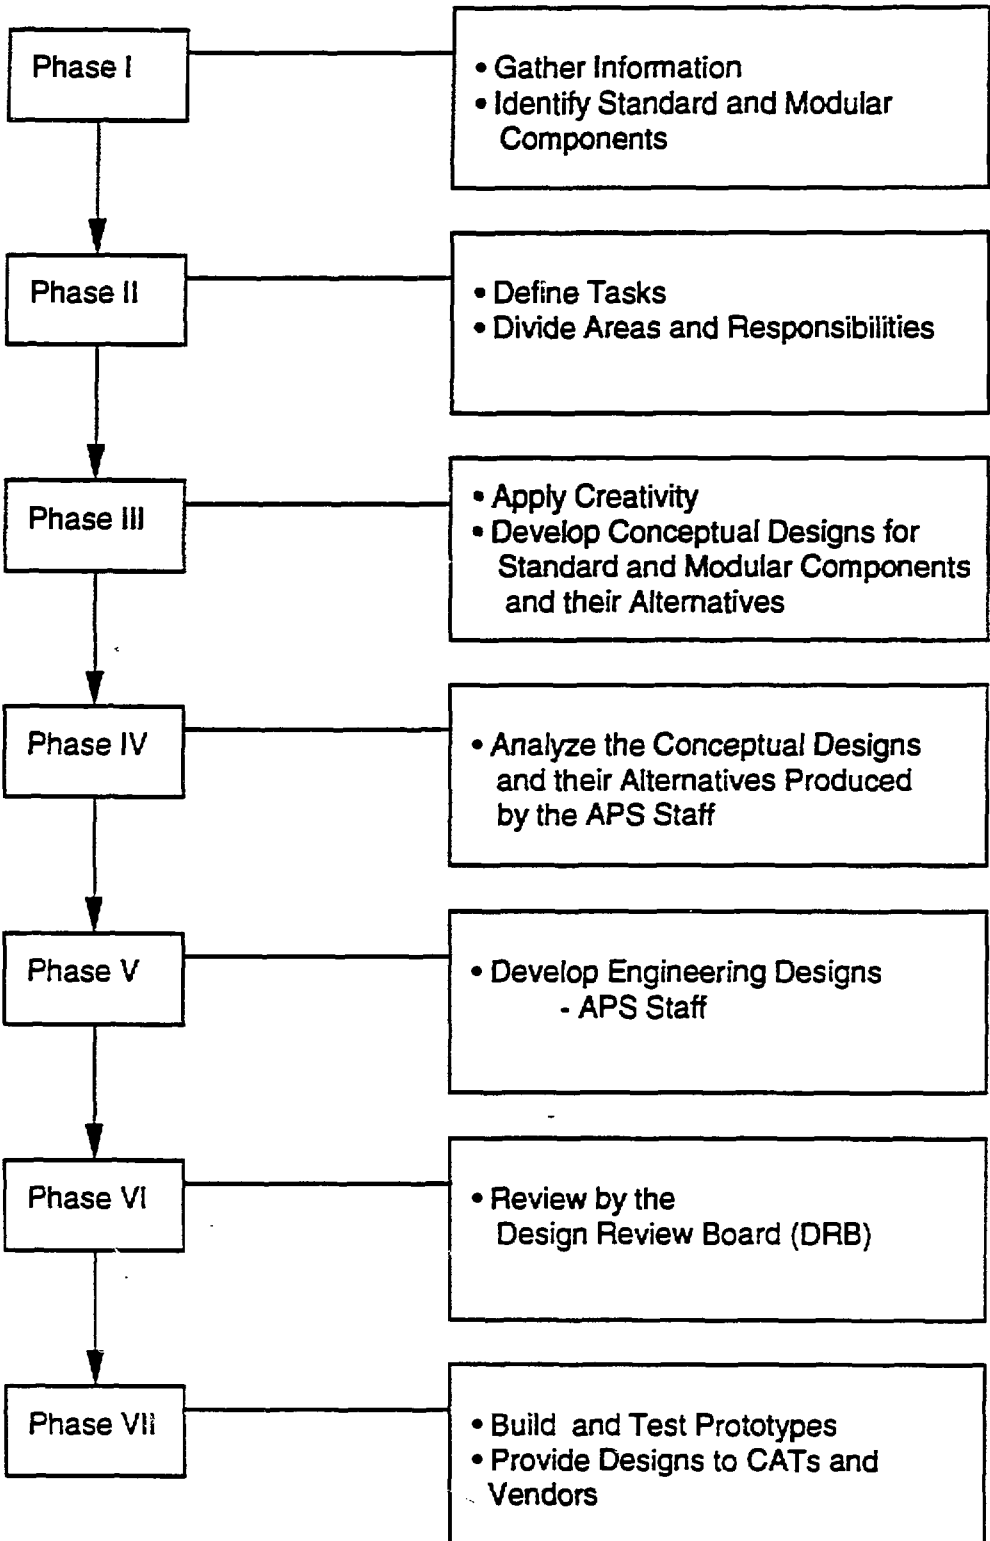 Phase I
• Gather Information
• Identify Standard and Modular
Components
Phase II
• Define Tasks
• Divide Areas and Responsibilities
Phase III
• Apply Creativity
• Develop Conceptual Designs for
Standard and Modular Components
and their Alternatives
Phase IV
• Analyze the Conceptual Designs
and their Alternatives Produced
by the APS Staff
Phase V
• Develop Engineering Designs
- APS Staff
Phase VI
• Review by the
Design Review Board (DRB)
Phase VII
• Build and Test Prototypes
• Provide Designs to CATs and
Vendors